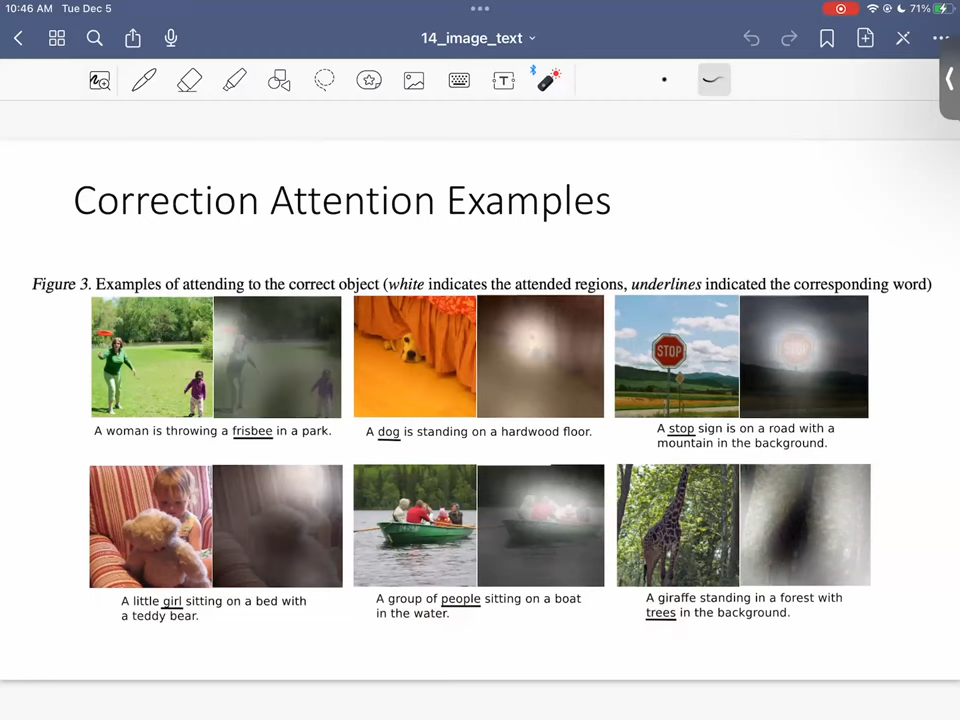 10:46 AM Tue Dec 5
71%
14_image_text
T
Correction Attention Examples
Figure 3. Examples of attending to the correct object (white indicates the attended regions, underlines indicated the corresponding word)
STOP
STOP
A woman is throwing a frisbee in a park.
A dog is standing on a hardwood floor.
A stop sign is on a road with a
mountain in the background.
A little girl sitting on a bed with
a teddy bear.
A group of people sitting on a boat
in the water.
A giraffe standing in a forest with
trees in the background.